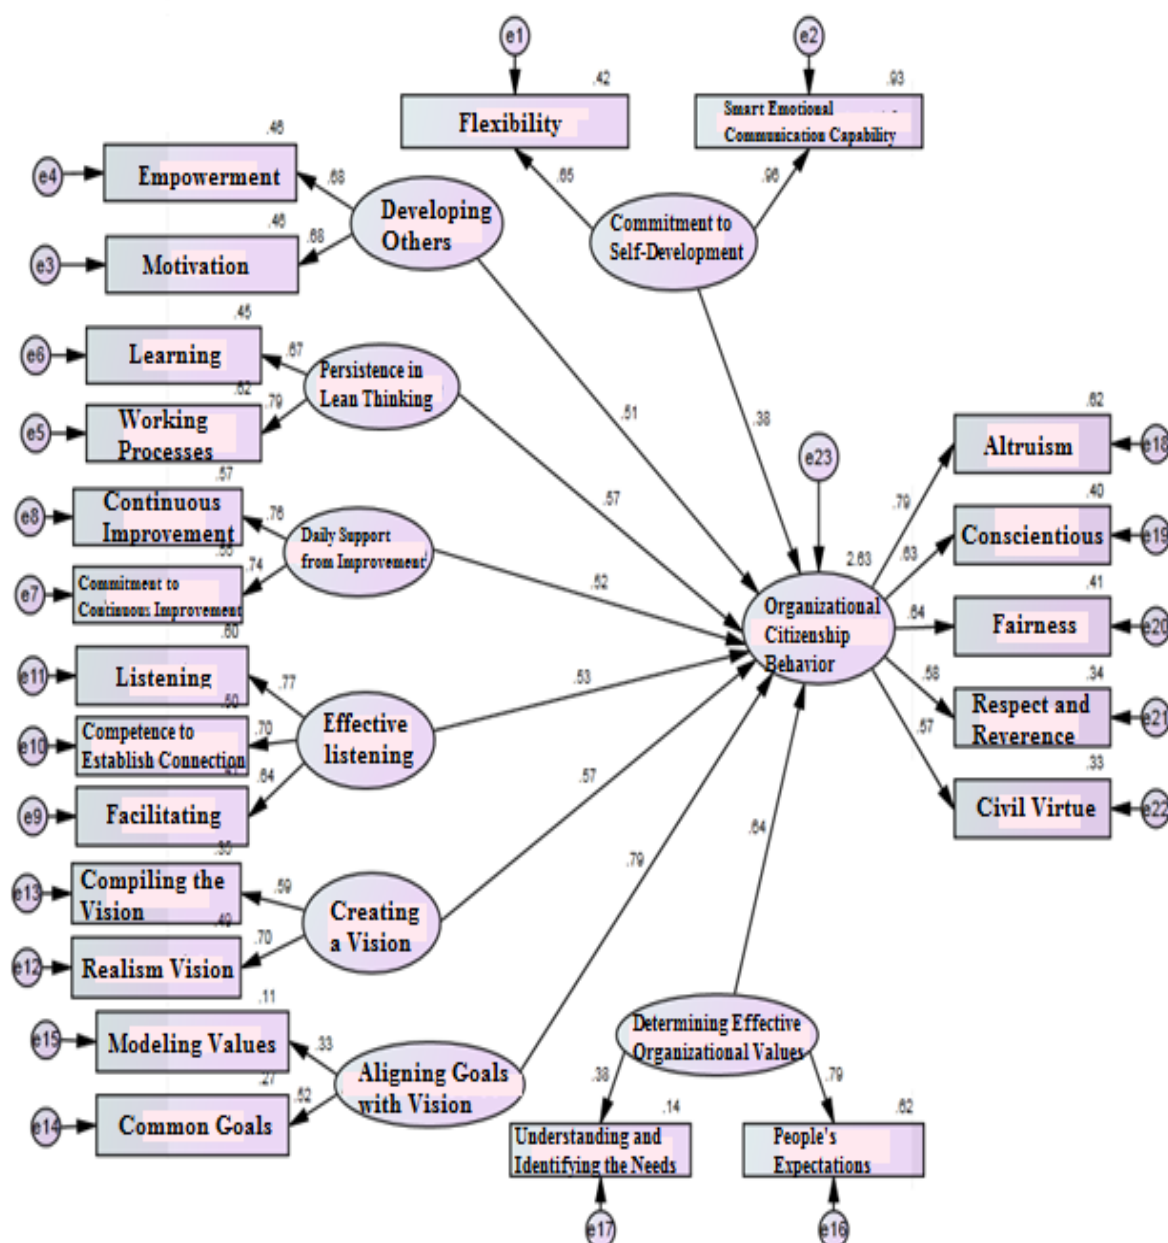 e1
e2
.42
.93
Flexibility
Smart Emotional
Communication Capability
.46
e4
Empowerment
.68
.65
.96
Developing
Others
Commitment to
Self-Development
.46
e3
Motivation
.68
.45
e6
Learning
.67
Persistence in
Lean Thinking
.62
.79
e5
Working
Processes
.51
.38
.57
e8
Continuous
Improvement
.76
Daily Support
from Improvement
.57
.74
e7
Commitment to
Continuous Improvement
.52
.60
e11
Listening
.77
.50
Effective
listening
.53
e10
Competence to
Establish Connection
.70
.41
.64
e9
Facilitating
.57
.35
e13
Compiling the
Vision
.59
Creating
a Vision
.49
.70
e12
Realism Vision
.79
.64
.11
e15
Modeling Values
.33
Aligning Goals
with Vision
.27
.52
e14
Common Goals
e23
2.63
Organizational
Citizenship
Behavior
.62
.79
Altruism
e18
.40
.63
Conscientious
e19
.41
.64
Fairness
e20
.34
.58
Respect and
Reverence
e21
.33
.57
Civil Virtue
e22
Determining Effective
Organizational Values
.38
.79
.14
.62
Understanding and
Identifying the Needs
People's
Expectations
e17
e16